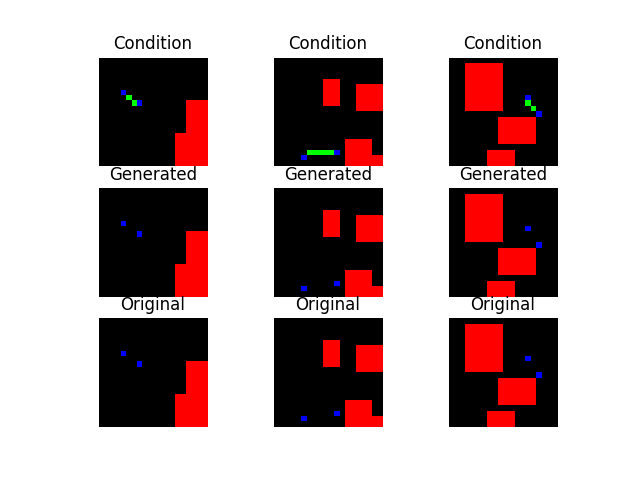 Condition Condition Condition
Generated Generated Generated
Original Original Original